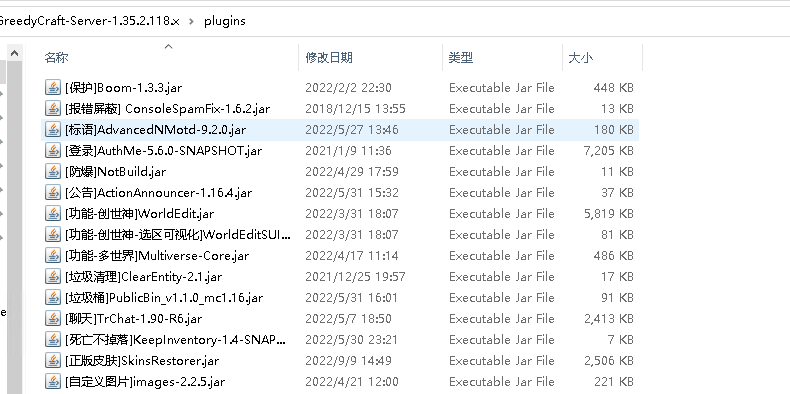 GreedyCraft-Server-1.35.2.118.x > plugins
名称 修改日期 类型 大小
[保护]Boom-1.3.3.jar 2022/2/2 22:30 Executable Jar File 448 KB
[报错屏蔽] ConsoleSpamFix-1.6.2.jar 2018/12/15 13:55 Executable Jar File 13 KB
[标语]AdvancedNMotd-9.2.0.jar 2022/5/27 13:46 Executable Jar File 180 KB
[登录]AuthMe-5.6.0-SNAPSHOT.jar 2021/1/9 11:36 Executable Jar File 7,205 KB
[防爆]NotBuild.jar 2022/4/29 17:59 Executable Jar File 11 KB
[公告]ActionAnnouncer-1.16.4.jar 2022/5/31 15:32 Executable Jar File 37 KB
[功能-创世神]WorldEdit.jar 2022/3/31 18:07 Executable Jar File 5,819 KB
[功能-创世神-选区可视化]WorldEditSUI... 2022/3/31 18:07 Executable Jar File 81 KB
[功能-多世界]Multiverse-Core.jar 2022/4/17 11:14 Executable Jar File 486 KB
[垃圾清理]ClearEntity-2.1.jar 2021/12/25 19:57 Executable Jar File 17 KB
[垃圾桶]PublicBin_v1.1.0_mc1.16.jar 2022/5/31 16:01 Executable Jar File 91 KB
[聊天]TrChat-1.90-R6.jar 2022/5/7 18:50 Executable Jar File 2,413 KB
[死亡不掉落]KeepInventory-1.4-SNAP... 2022/5/30 23:21 Executable Jar File 7 KB
[正版皮肤]SkinsRestorer.jar 2022/9/9 14:49 Executable Jar File 2,506 KB
[自定义图片]images-2.2.5.jar 2022/4/21 12:00 Executable Jar File 221 KB